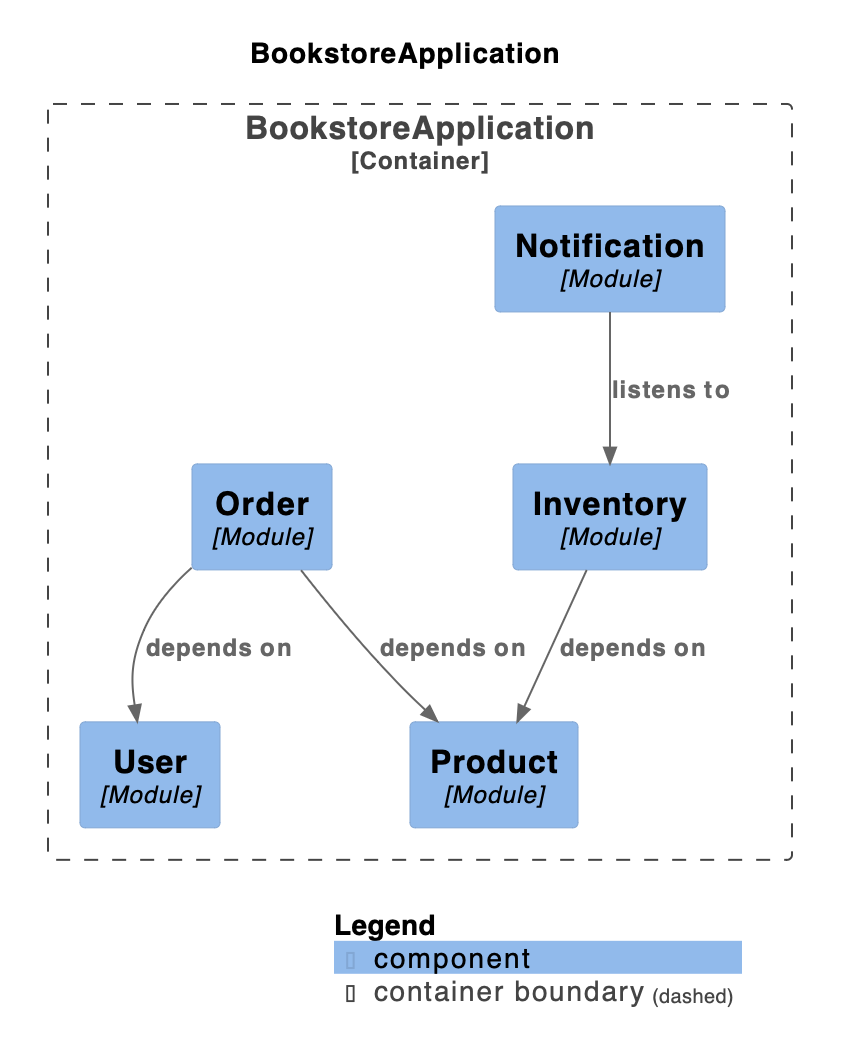 BookstoreApplication
BookstoreApplication
[Container]
Notification
[Module]
listens to
Order
[Module]
Inventory
[Module]
depends on
depends on
depends on
User
[Module]
Product
[Module]
Legend
component
container boundary (dashed)